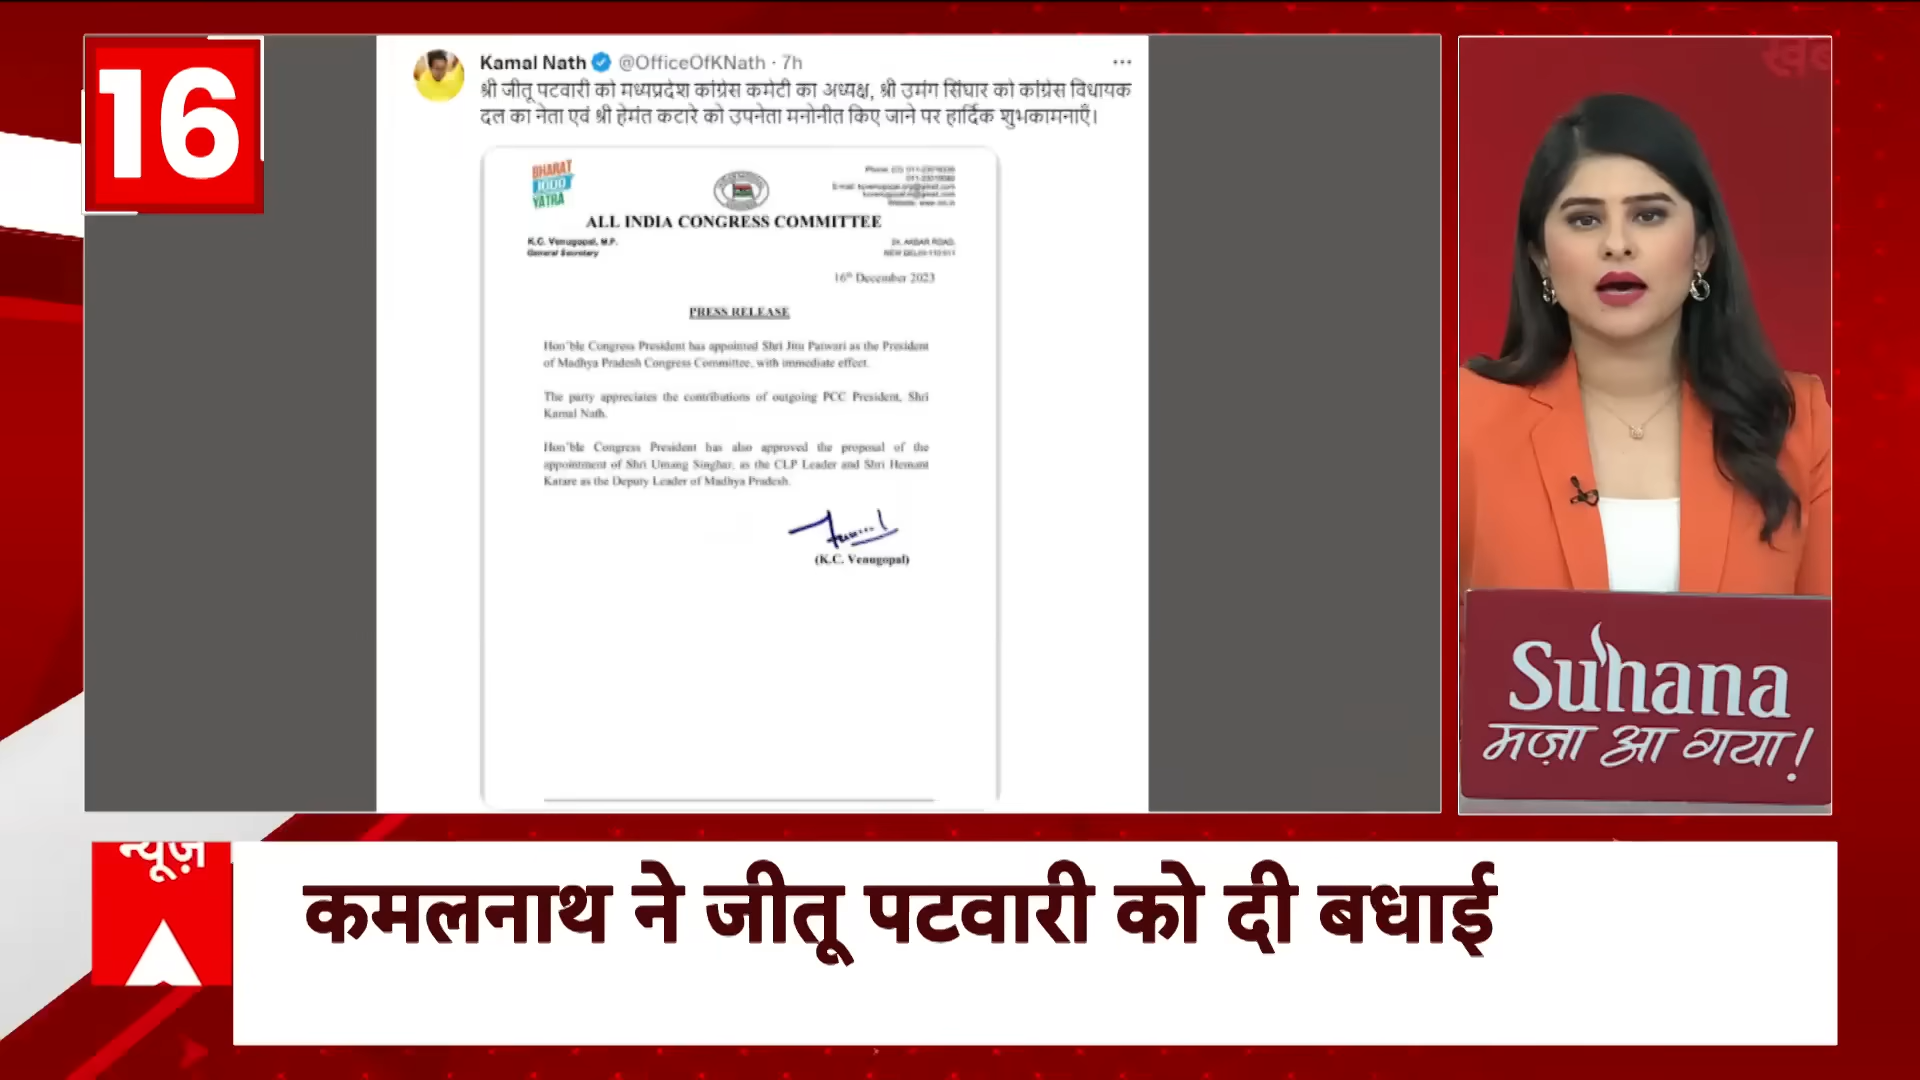 16
Kamal Nath @OfficeOfKNath · 7h
श्री जीतू पटवारी को मध्यप्रदेश कांग्रेस कमेटी का अध्यक्ष, श्री उमंग सिंघार को कांग्रेस विधायक
दल का नेता एवं श्री हेमंत कटारे को उपनेता मनोनीत किए जाने पर हार्दिक शुभकामनाएँ।
BHARAT
JODO
YATRA
ALL INDIA CONGRESS COMMITTEE
K.C. Venugopal, M.P.
General Secretary
24, AKBAR ROAD,
16th December 2023
PRESS RELEASE
Hon'ble Congress President has appointed Shri Jitu Patwari as the President
of Madhya Pradesh Congress Committee, with immediate effect.
The party appreciates the contributions of outgoing PCC President, Shri
Kamal Nath.
Hon'ble Congress President has also approved the proposal of the
appointment of Shri Umang Singhar, as the CLP Leader and Shri Hemant
Katare as the Deputy Leader of Madhya Pradesh.
(K.C. Venugopal)
Suhana
मज़ा आ गया!
न्यूज़
कमलनाथ ने जीतू पटवारी को दी बधाई